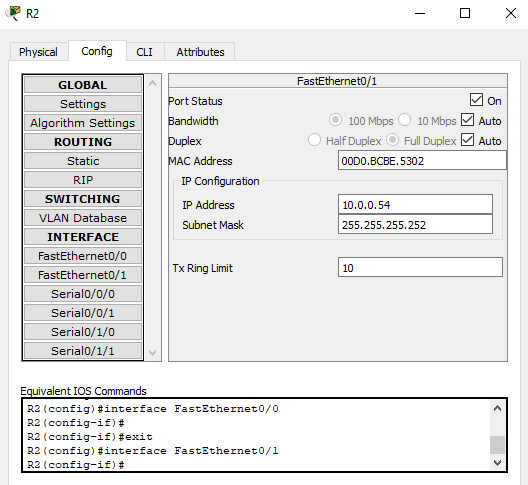 R2
Physical Config CLI Attributes
GLOBAL
Settings
Algorithm Settings
ROUTING
Static
RIP
SWITCHING
VLAN Database
INTERFACE
FastEthernet0/0
FastEthernet0/1
Serial0/0/0
Serial0/0/1
Serial0/1/0
Serial0/1/1
FastEthernet0/1
Port Status On
Bandwidth 100 Mbps 10 Mbps Auto
Duplex Half Duplex Full Duplex Auto
MAC Address 00D0.BCBE.5302
IP Configuration
IP Address 10.0.0.54
Subnet Mask 255.255.255.252
Tx Ring Limit 10
Equivalent IOS Commands
R2(config)#interface FastEthernet0/0
R2(config-if)#
R2(config-if)#exit
R2(config)#interface FastEthernet0/1
R2(config-if)#